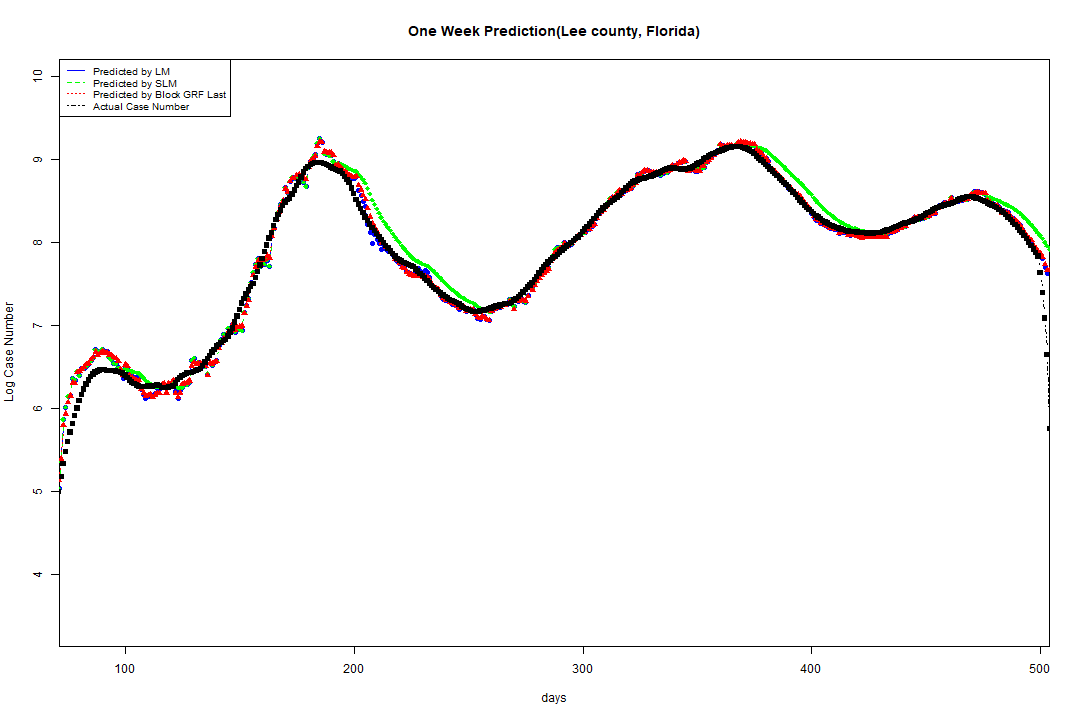 One Week Prediction(Lee county, Florida)
Predicted by LM
Predicted by SLM
Predicted by Block GRF Last
Actual Case Number
10
9
8
7
6
5
4
Log Case Number
100 200 300 400 500
days